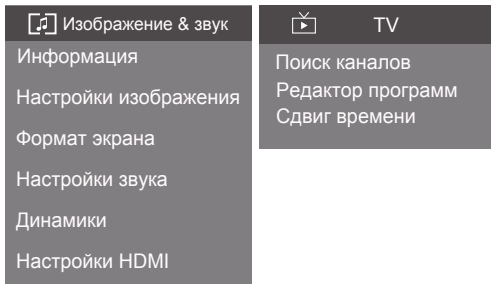 Изображение & звук
Информация
Настройки изображения
Формат экрана
Настройки звука
Динамики
Настройки HDMI
TV
Поиск каналов
Редактор программ
Сдвиг времени